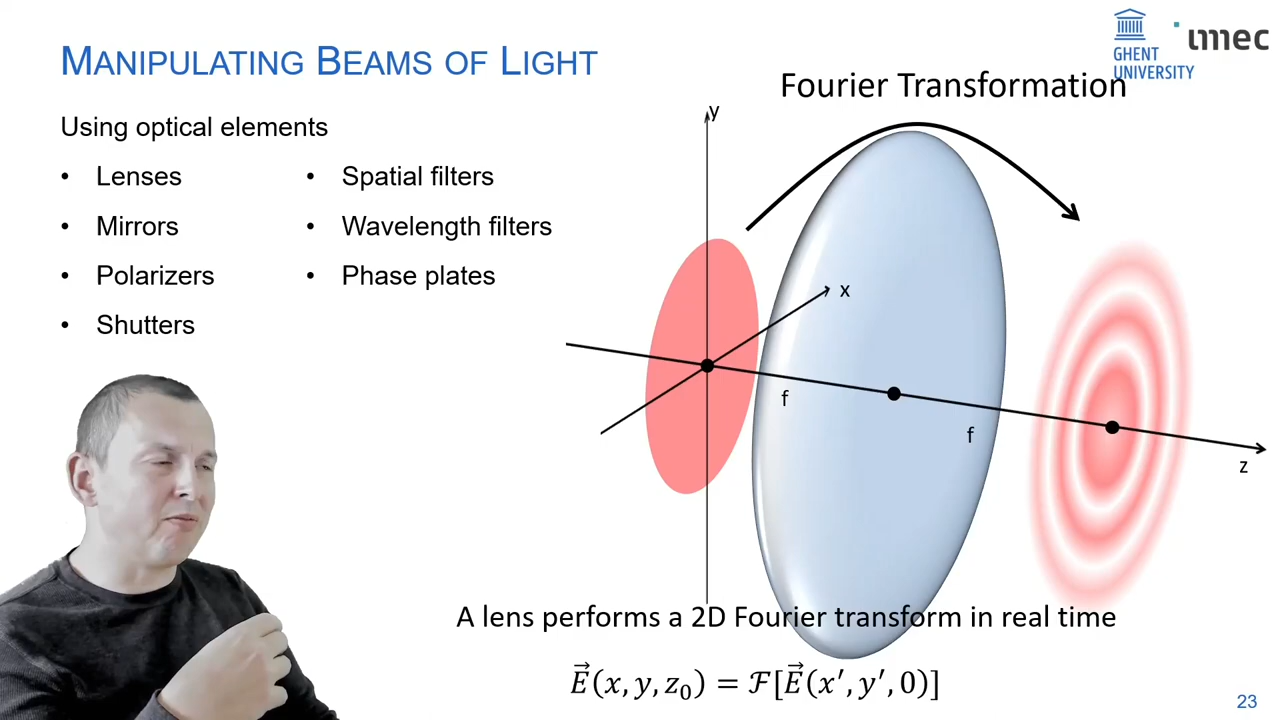 MANIPULATING BEAMS OF LIGHT
GHENT
UNIVERSITY
imec
Using optical elements
• Lenses
• Mirrors
• Polarizers
• Shutters
• Spatial filters
• Wavelength filters
• Phase plates
Fourier Transformation
y
x
f
f
z
A lens performs a 2D Fourier transform in real time
E⃗(x, y, z₀) = ℱ[E⃗(x′, y′, 0)]
23